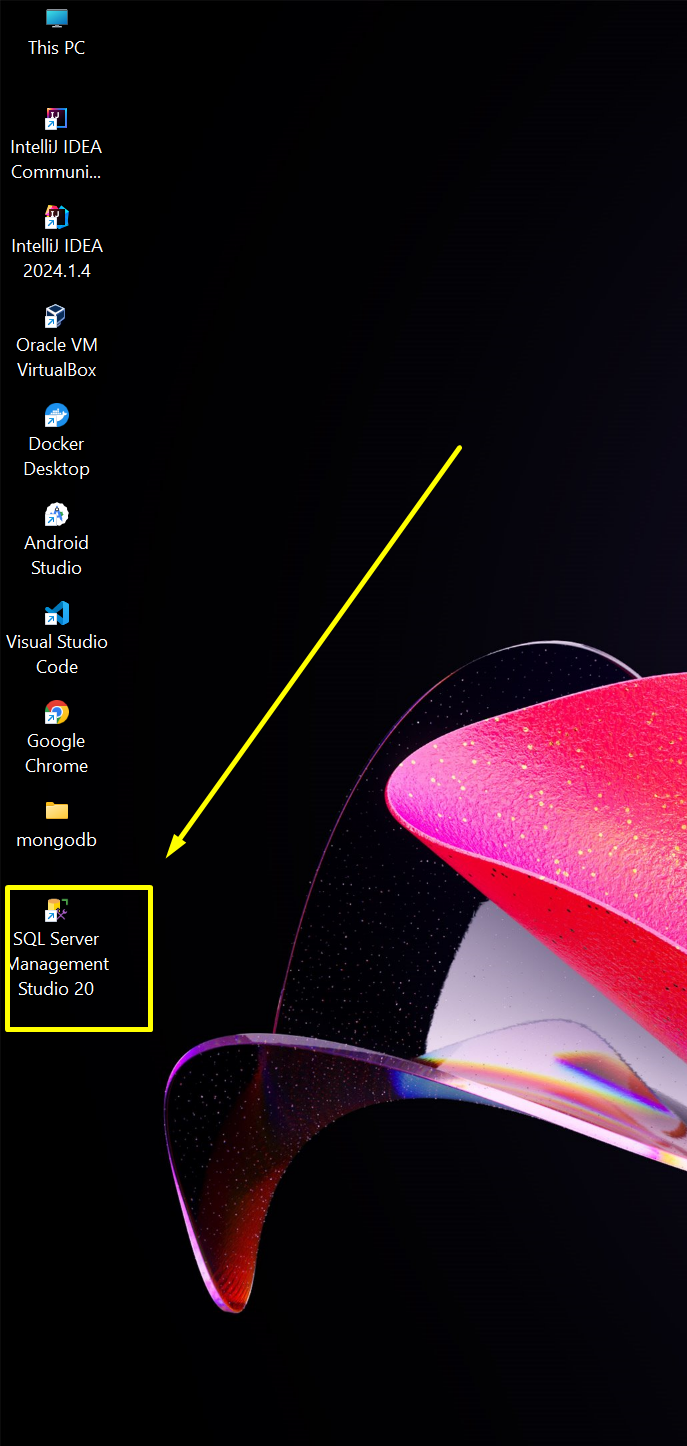 This PC
IntelliJ IDEA
Communi...
IntelliJ IDEA
2024.1.4
Oracle VM
VirtualBox
Docker
Desktop
Android
Studio
Visual Studio
Code
Google
Chrome
mongodb
SQL Server
Management
Studio 20